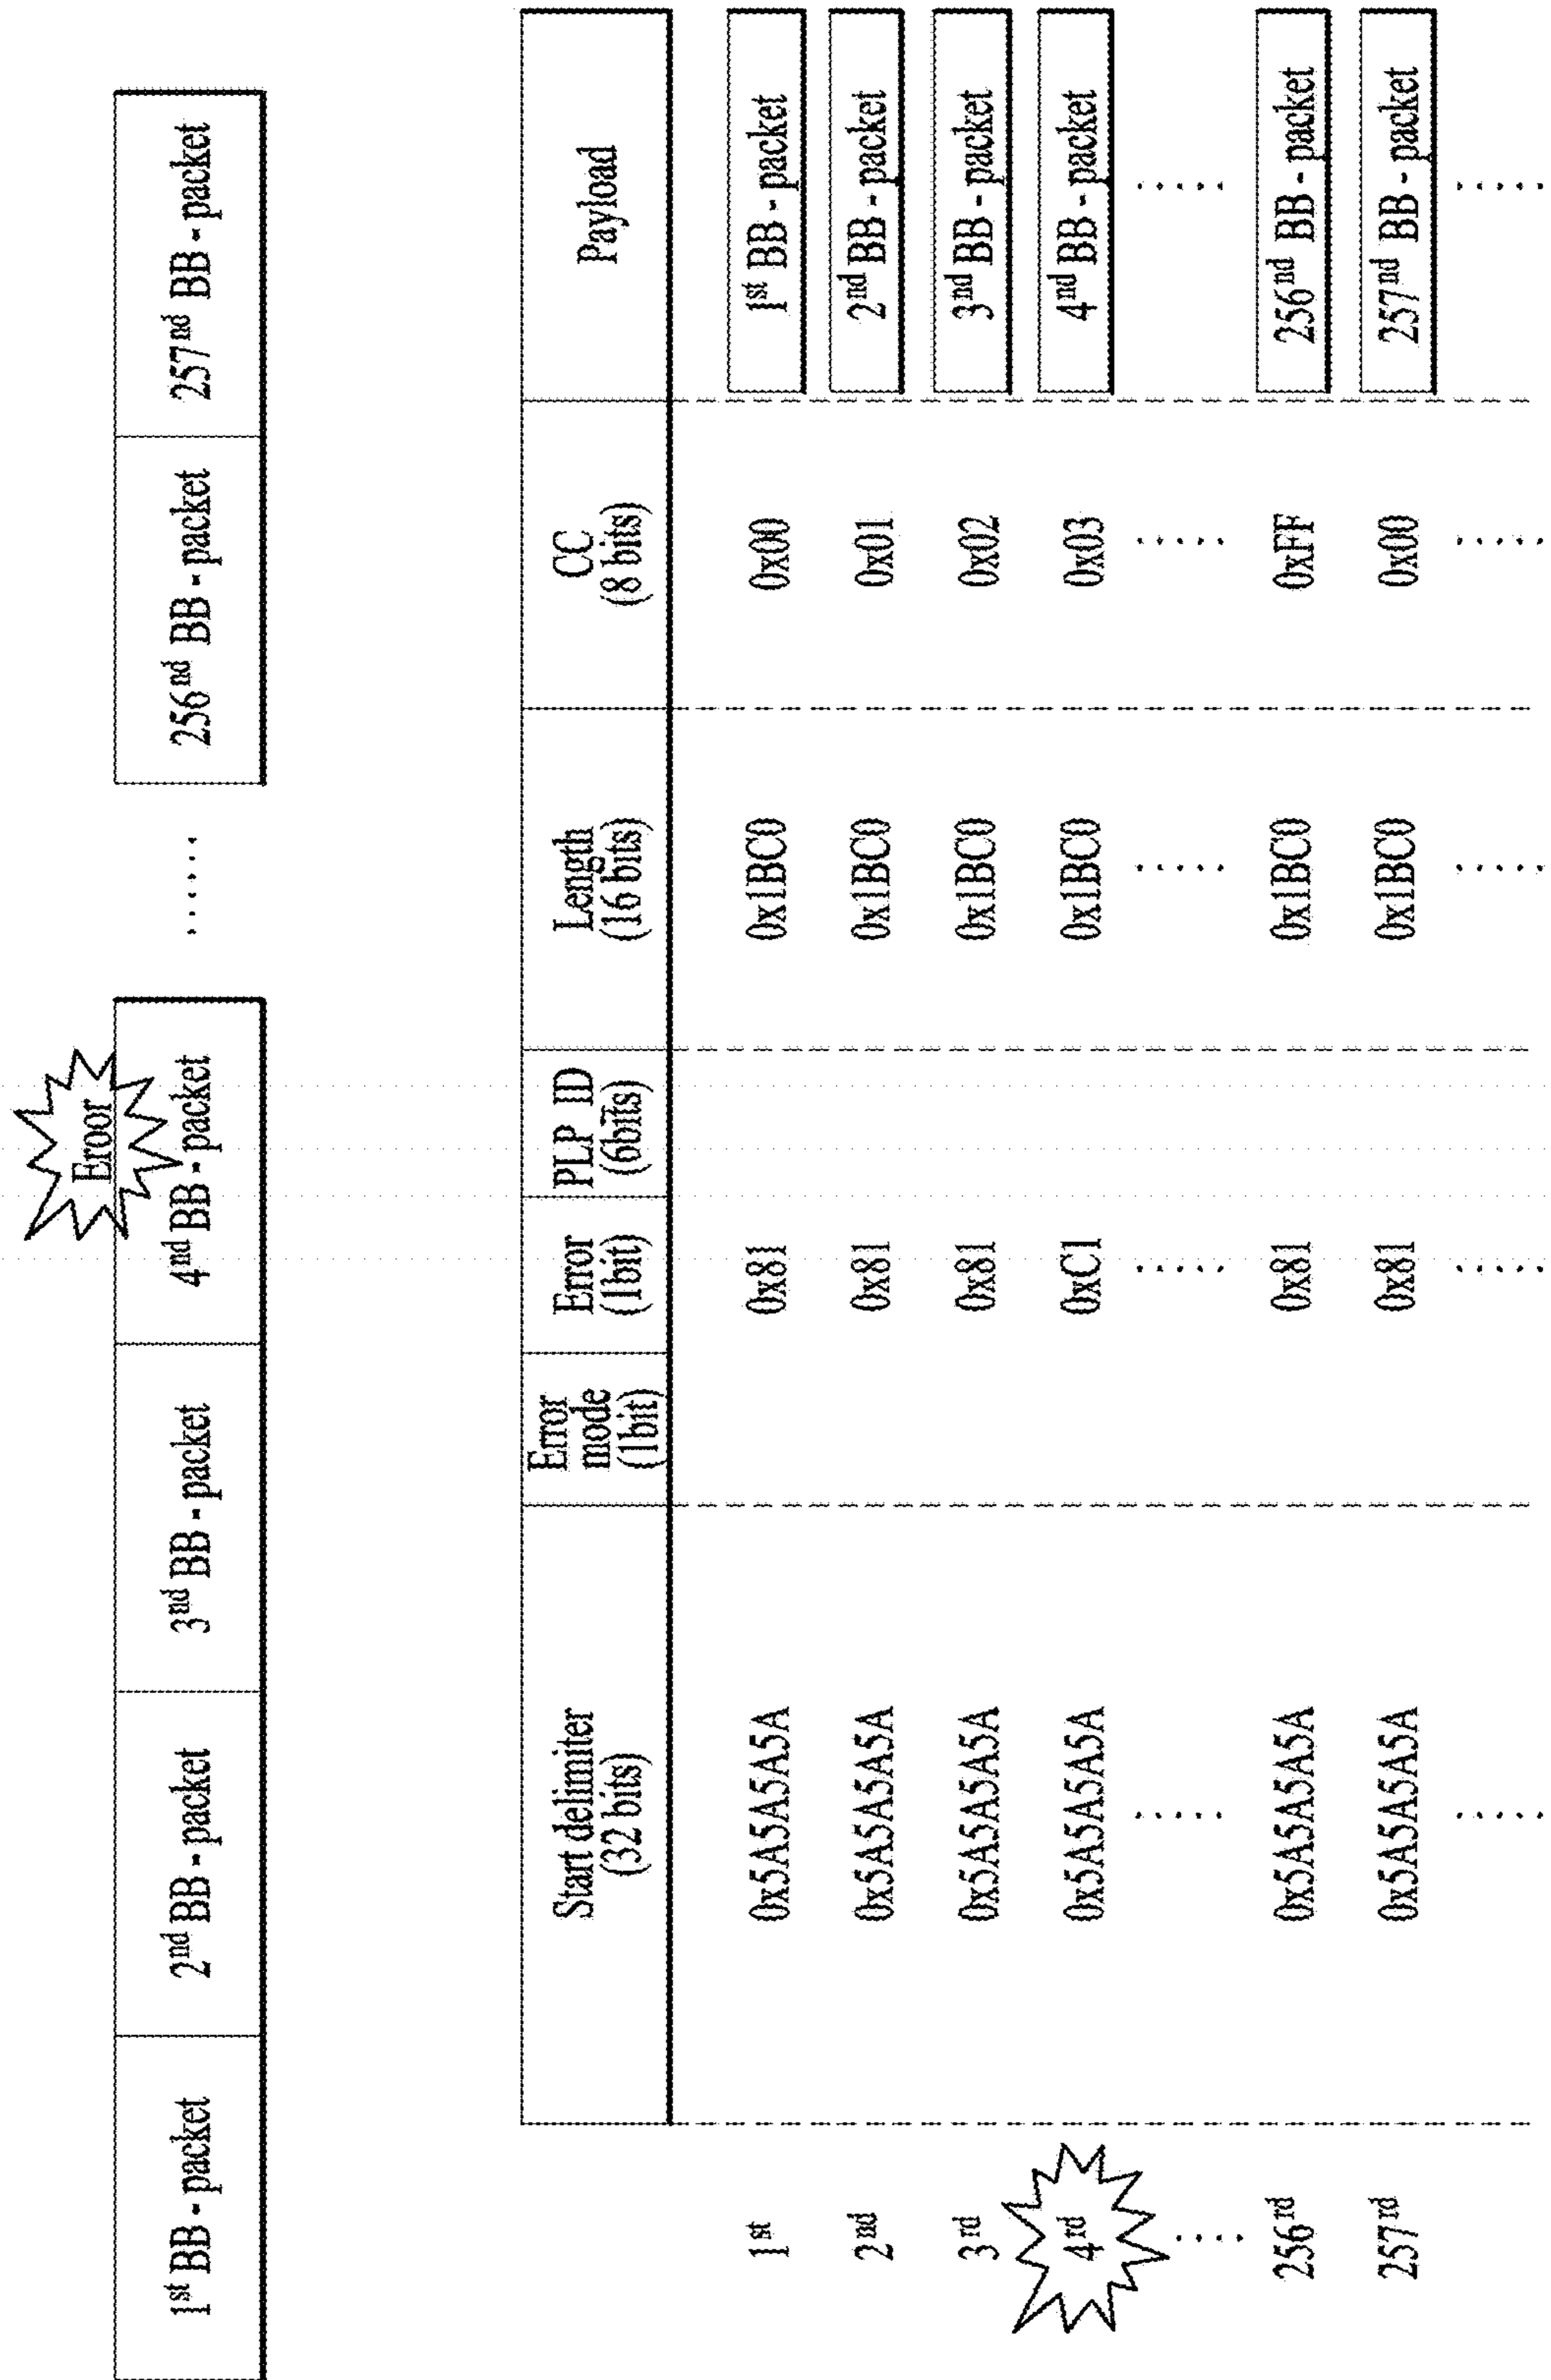 Eroor
1st BB - packet
2nd BB - packet
3nd BB - packet
4nd BB - packet
.....
256nd BB - packet
257nd BB - packet
Start delimiter
(32 bits)
Error
mode
(1bit)
Error
(1bit)
PLP ID
(6bits)
Length
(16 bits)
CC
(8 bits)
Payload
1st 0x5A5A5A5A 0x81 0x1BC0 0x00 1st BB - packet
2nd 0x5A5A5A5A 0x81 0x1BC0 0x01 2nd BB - packet
3rd 0x5A5A5A5A 0x81 0x1BC0 0x02 3nd BB - packet
4rd 0x5A5A5A5A 0xC1 0x1BC0 0x03 4nd BB - packet
..... ..... ..... ..... ..... .....
256rd 0x5A5A5A5A 0x81 0x1BC0 0xFF 256nd BB - packet
257rd 0x5A5A5A5A 0x81 0x1BC0 0x00 257nd BB - packet
..... ..... ..... ..... .....